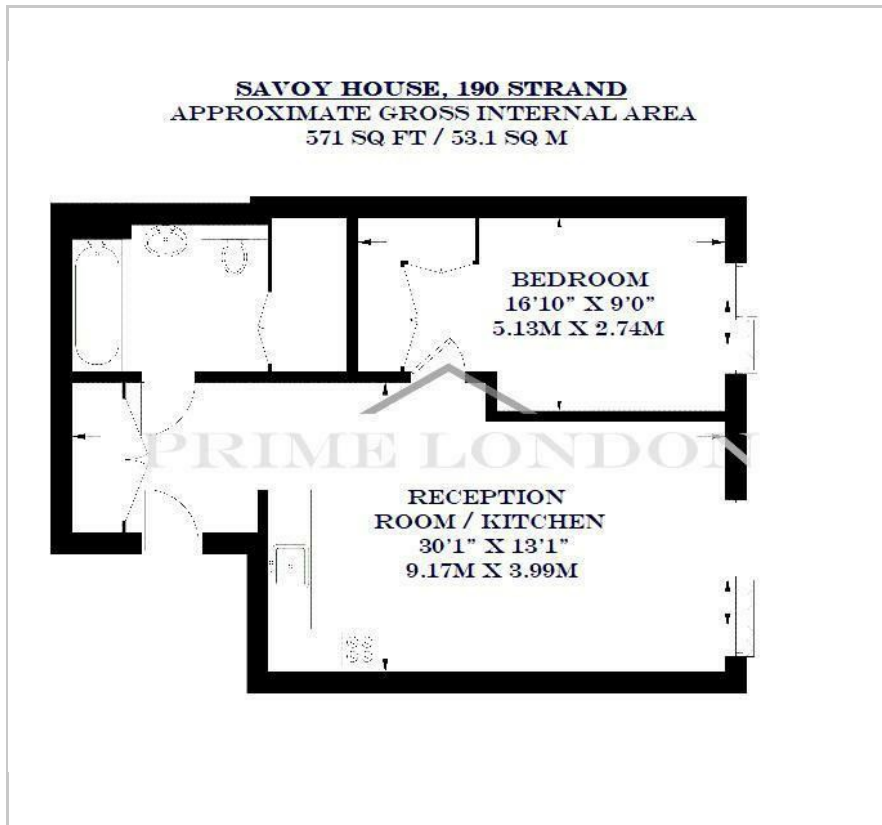 SAVOY HOUSE, 190 STRAND
APPROXIMATE GROSS INTERNAL AREA
571 SQ FT / 53.1 SQ M
BEDROOM
16'10" X 9'0"
5.13M X 2.74M
PRIME LONDON
RECEPTION
ROOM / KITCHEN
30'1" X 13'1"
9.17M X 3.99M